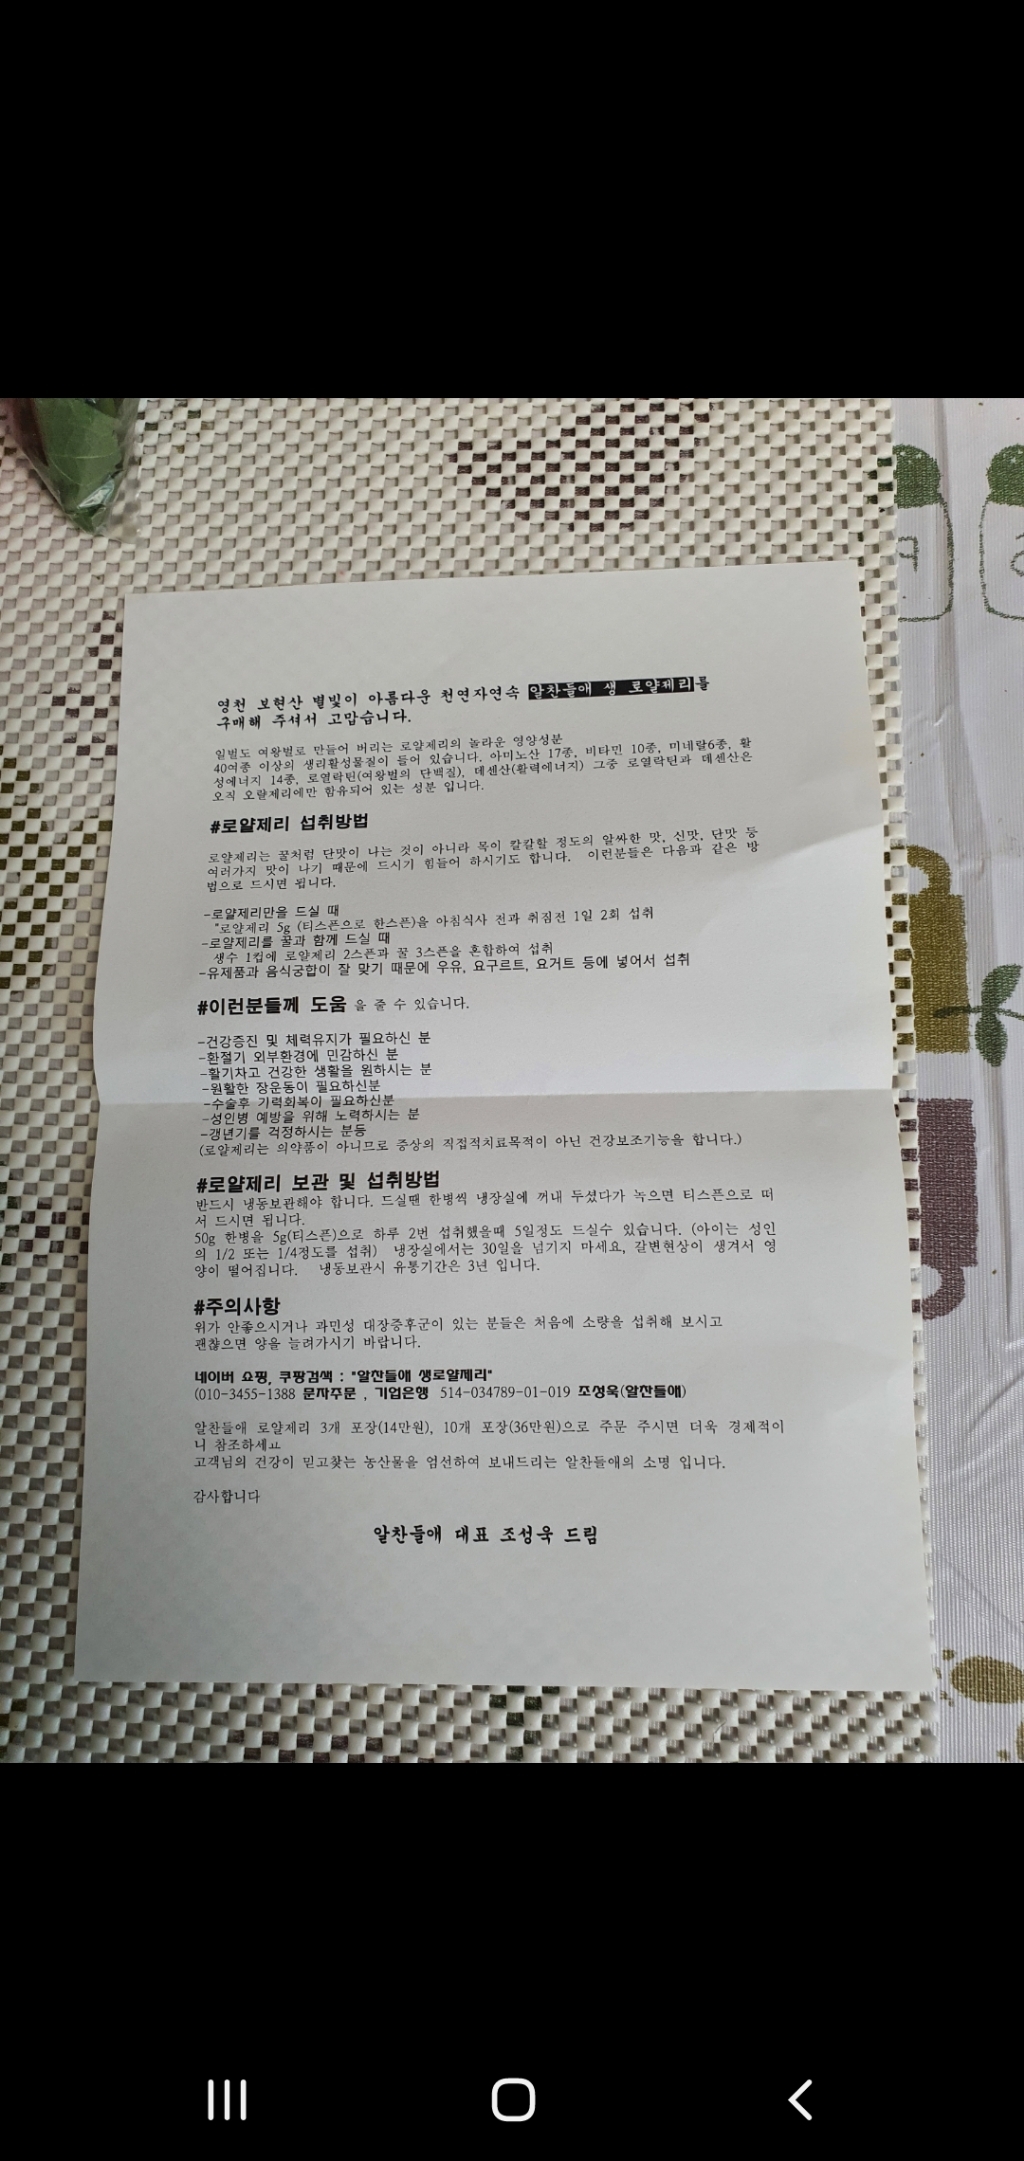 영천 보현산 별빛이 아름다운 천연자연속 알찬들애 생 로얄제리를
구매해 주셔서 고맙습니다.
일벌도 여왕벌로 만들어 버리는 로얄제리의 놀라운 영양성분
40여종 이상의 생리활성물질이 들어 있습니다. 아미노산 17종, 비타민 10종, 미네랄6종, 활
성에너지 14종, 로열락틴(여왕벌의 단백질), 데센산(활력에너지) 그중 로열락틴과 데센산은
오직 오랄제리에만 함유되어 있는 성분 입니다.
#로얄제리 섭취방법
로얄제리는 꿀처럼 단맛이 나는 것이 아니라 목이 칼칼할 정도의 알싸한 맛, 신맛, 단맛 등
여러가지 맛이 나기 때문에 드시기 힘들어 하시기도 합니다. 이런분들은 다음과 같은 방
법으로 드시면 됩니다.
-로얄제리만을 드실 때
"로얄제리 5g (티스푼으로 한스푼)을 아침식사 전과 취짐전 1일 2회 섭취
-로얄제리를 꿀과 함께 드실 때
생수 1컵에 로얄제리 2스푼과 꿀 3스푼을 혼합하여 섭취
-유제품과 음식궁합이 잘 맞기 때문에 우유, 요구르트, 요거트 등에 넣어서 섭취
#이런분들께 도움 을 줄 수 있습니다.
-건강증진 및 체력유지가 필요하신 분
-환절기 외부환경에 민감하신 분
-활기차고 건강한 생활을 원하시는 분
-원활한 장운동이 필요하신분
-수술후 기력회복이 필요하신분
-성인병 예방을 위해 노력하시는 분
-갱년기를 걱정하시는 분등
(로얄제리는 의약품이 아니므로 증상의 직접적치료목적이 아닌 건강보조기능을 합니다.)
#로얄제리 보관 및 섭취방법
반드시 냉동보관해야 합니다. 드실땐 한병씩 냉장실에 꺼내 두셨다가 녹으면 티스푼으로 떠
서 드시면 됩니다.
50g 한병을 5g(티스푼)으로 하루 2번 섭취했을때 5일정도 드실수 있습니다. (아이는 성인
의 1/2 또는 1/4정도를 섭취) 냉장실에서는 30일을 넘기지 마세요, 갈변현상이 생겨서 영
양이 떨어집니다. 냉동보관시 유통기간은 3년 입니다.
#주의사항
위가 안좋으시거나 과민성 대장증후군이 있는 분들은 처음에 소량을 섭취해 보시고
괜찮으면 양을 늘려가시기 바랍니다.
네이버 쇼핑, 쿠팡검색 : "알찬들애 생로얄제리"
(010-3455-1388 문자주문 , 기업은행 514-034789-01-019 조성욱(알찬들애)
알찬들애 로얄제리 3개 포장(14만원), 10개 포장(36만원)으로 주문 주시면 더욱 경제적이
니 참조하세고
고객님의 건강이 믿고찾는 농산물을 엄선하여 보내드리는 알찬들애의 소명 입니다.
감사합니다
알찬들애 대표 조성욱 드림